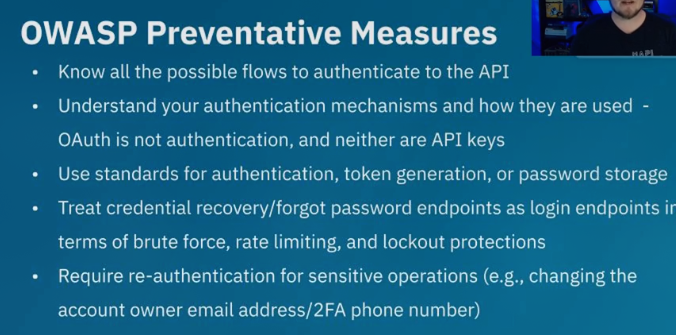 OWASP Preventative Measures
• Know all the possible flows to authenticate to the API
• Understand your authentication mechanisms and how they are used -
OAuth is not authentication, and neither are API keys
• Use standards for authentication, token generation, or password storage
• Treat credential recovery/forgot password endpoints as login endpoints in
terms of brute force, rate limiting, and lockout protections
• Require re-authentication for sensitive operations (e.g., changing the
account owner email address/2FA phone number)